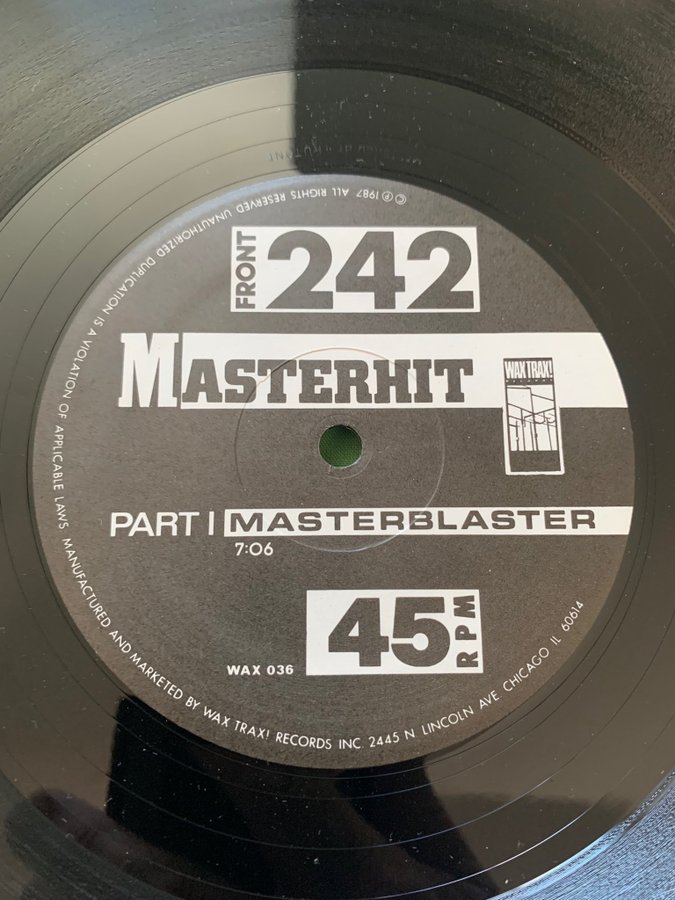 FRONT 242
MASTERHIT
WAX TRAX!
RECORDS
PART I MASTERBLASTER
7:06
45 RPM
WAX 036
© ℗ 1987 ALL RIGHTS RESERVED UNAUTHORIZED DUPLICATION IS A VIOLATION OF APPLICABLE LAWS MANUFACTURED AND MARKETED BY WAX TRAX! RECORDS INC. 2445 N LINCOLN AVE CHICAGO IL 60614